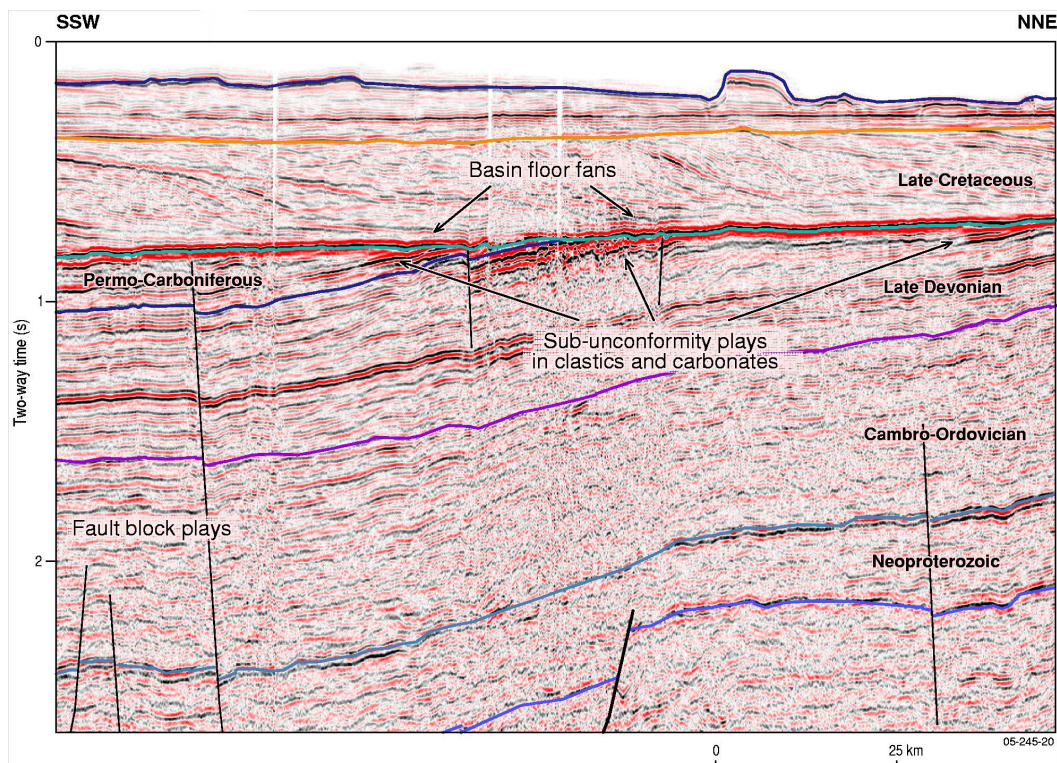 SSW
NNE
0
Basin floor fans
Late Cretaceous
Permo-Carboniferous
Late Devonian
1
Sub-unconformity plays
in clastics and carbonates
Two-way time (s)
Cambro-Ordovician
Fault block plays
2
Neoproterozoic
05-245-20
0
25 km